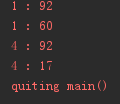 1 : 92
1 : 60
4 : 92
4 : 17
quiting main()